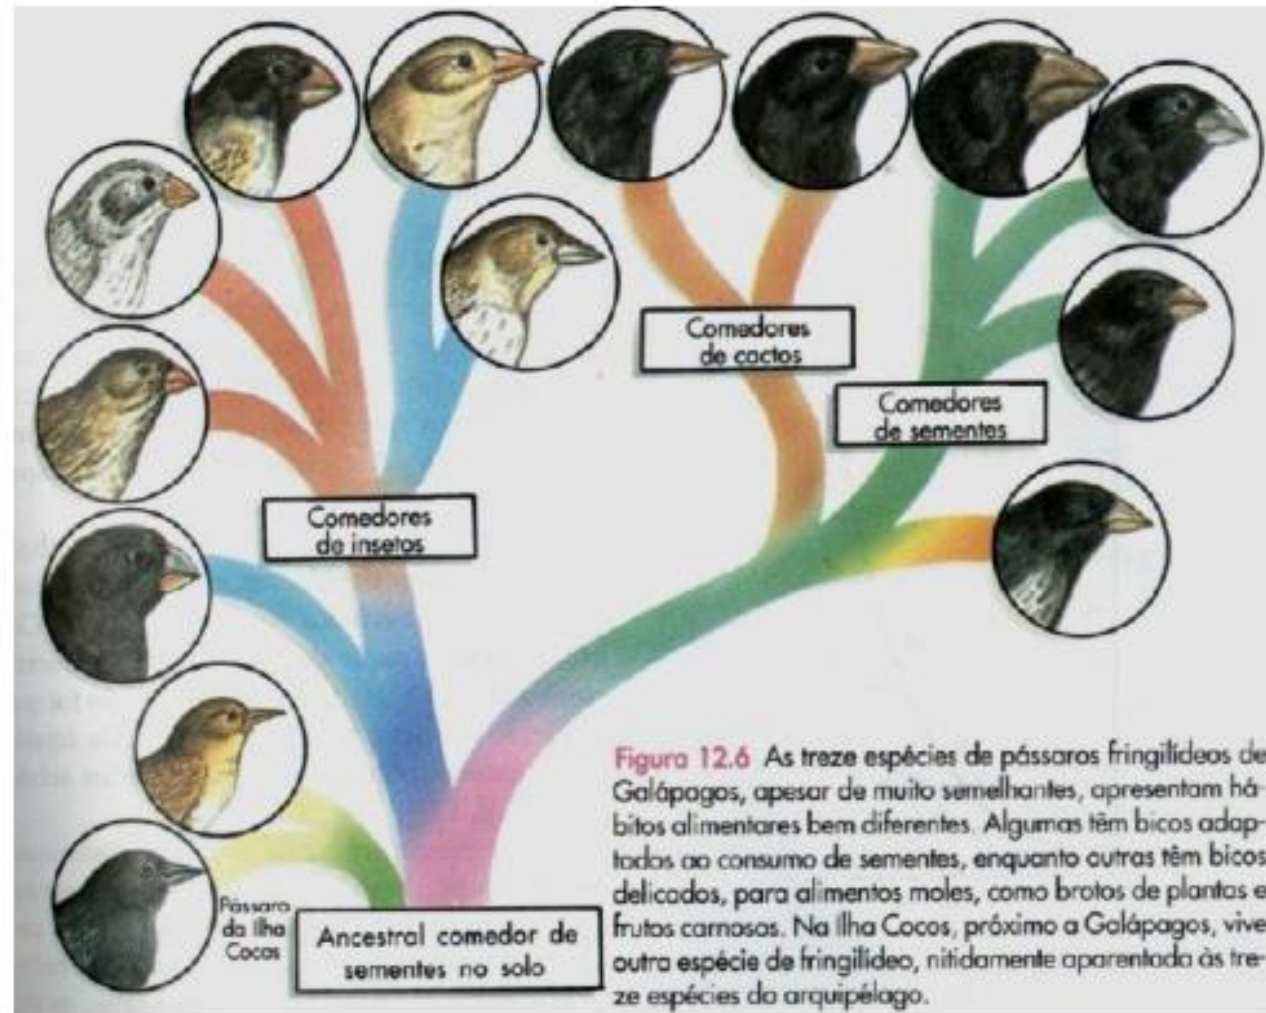 Comedores
de cactos
Comedores
de sementes
Comedores
de insetos
Pássaro
da Ilha
Cocos
Ancestral comedor de
sementes no solo
Figura 12.6 As treze espécies de pássaros fringilídeos de
Galápagos, apesar de muito semelhantes, apresentam há-
bitos alimentares bem diferentes. Algumas têm bicos adap-
tados ao consumo de sementes, enquanto outras têm bicos
delicados, para alimentos moles, como brotos de plantas e
frutos carnosos. Na Ilha Cocos, próximo a Galápagos, vive
outra espécie de fringilídeo, nitidamente aparentada às tre-
ze espécies do arquipélago.